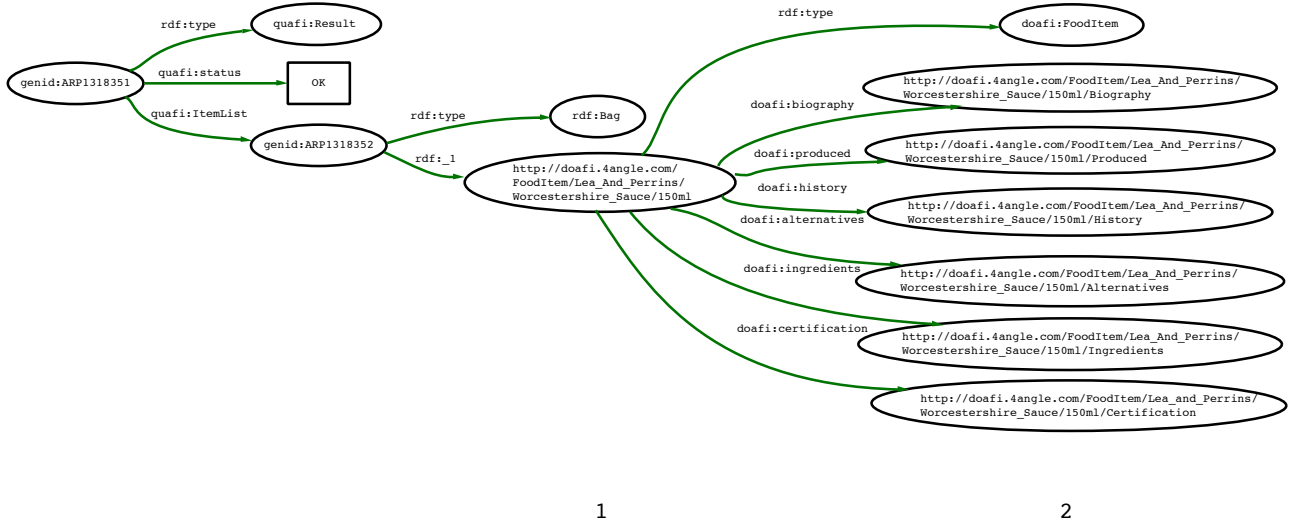 rdf:type
quafi:Result
genid:ARP1318351
quafi:status
OK
quafi:ItemList
genid:ARP1318352
rdf:type
rdf:Bag
rdf:_1
http://doafi.4angle.com/
FoodItem/Lea_And_Perrins/
Worcestershire_Sauce/150ml
rdf:type
doafi:FoodItem
doafi:biography
http://doafi.4angle.com/FoodItem/Lea_And_Perrins/
Worcestershire_Sauce/150ml/Biography
doafi:produced
http://doafi.4angle.com/FoodItem/Lea_And_Perrins/
Worcestershire_Sauce/150ml/Produced
doafi:history
http://doafi.4angle.com/FoodItem/Lea_And_Perrins/
Worcestershire_Sauce/150ml/History
doafi:alternatives
http://doafi.4angle.com/FoodItem/Lea_And_Perrins/
Worcestershire_Sauce/150ml/Alternatives
doafi:ingredients
http://doafi.4angle.com/FoodItem/Lea_And_Perrins/
Worcestershire_Sauce/150ml/Ingredients
doafi:certification
http://doafi.4angle.com/FoodItem/Lea_and_Perrins/
Worcestershire_Sauce/150ml/Certification
1
2